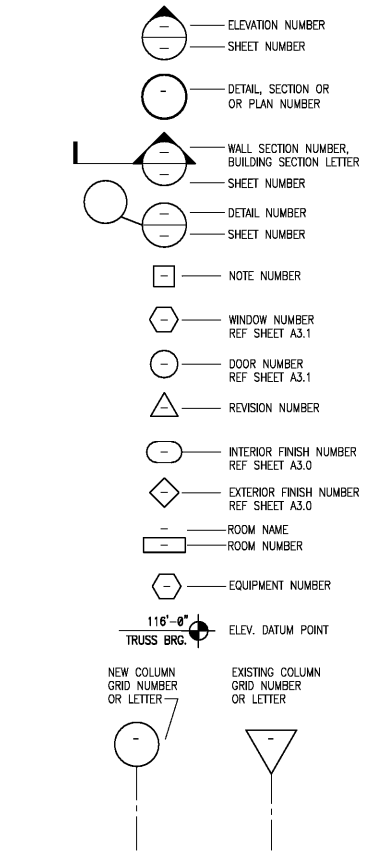 ELEVATION NUMBER
SHEET NUMBER
DETAIL, SECTION OR
OR PLAN NUMBER
WALL SECTION NUMBER,
BUILDING SECTION LETTER
SHEET NUMBER
DETAIL NUMBER
SHEET NUMBER
NOTE NUMBER
WINDOW NUMBER
REF SHEET A3.1
DOOR NUMBER
REF SHEET A3.1
REVISION NUMBER
INTERIOR FINISH NUMBER
REF SHEET A3.0
EXTERIOR FINISH NUMBER
REF SHEET A3.0
ROOM NAME
ROOM NUMBER
EQUIPMENT NUMBER
116'-0"
TRUSS BRG.
ELEV. DATUM POINT
NEW COLUMN
GRID NUMBER
OR LETTER
EXISTING COLUMN
GRID NUMBER
OR LETTER